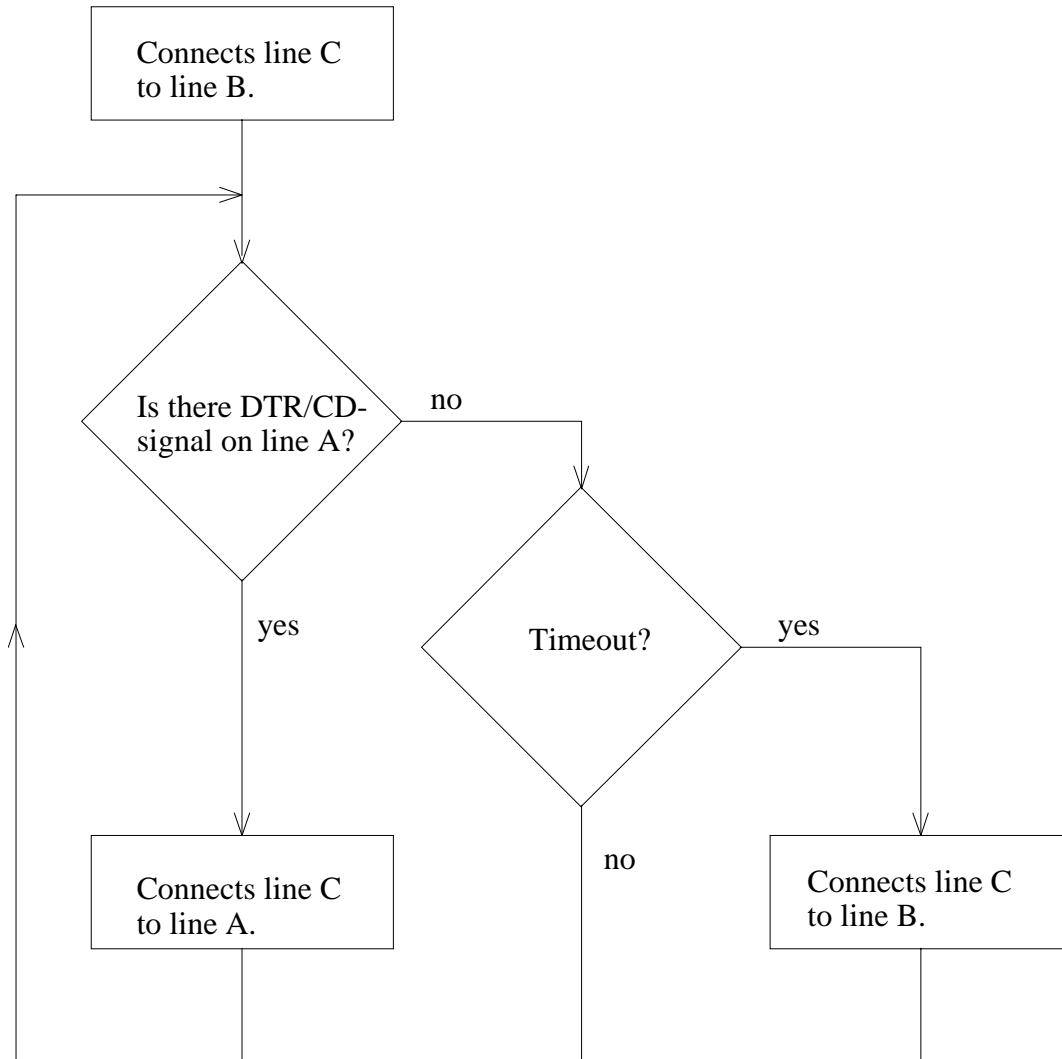 Connects line C
to line B.
Is there DTR/CD-
signal on line A?
no
yes
Timeout?
yes
no
Connects line C
to line A.
Connects line C
to line B.